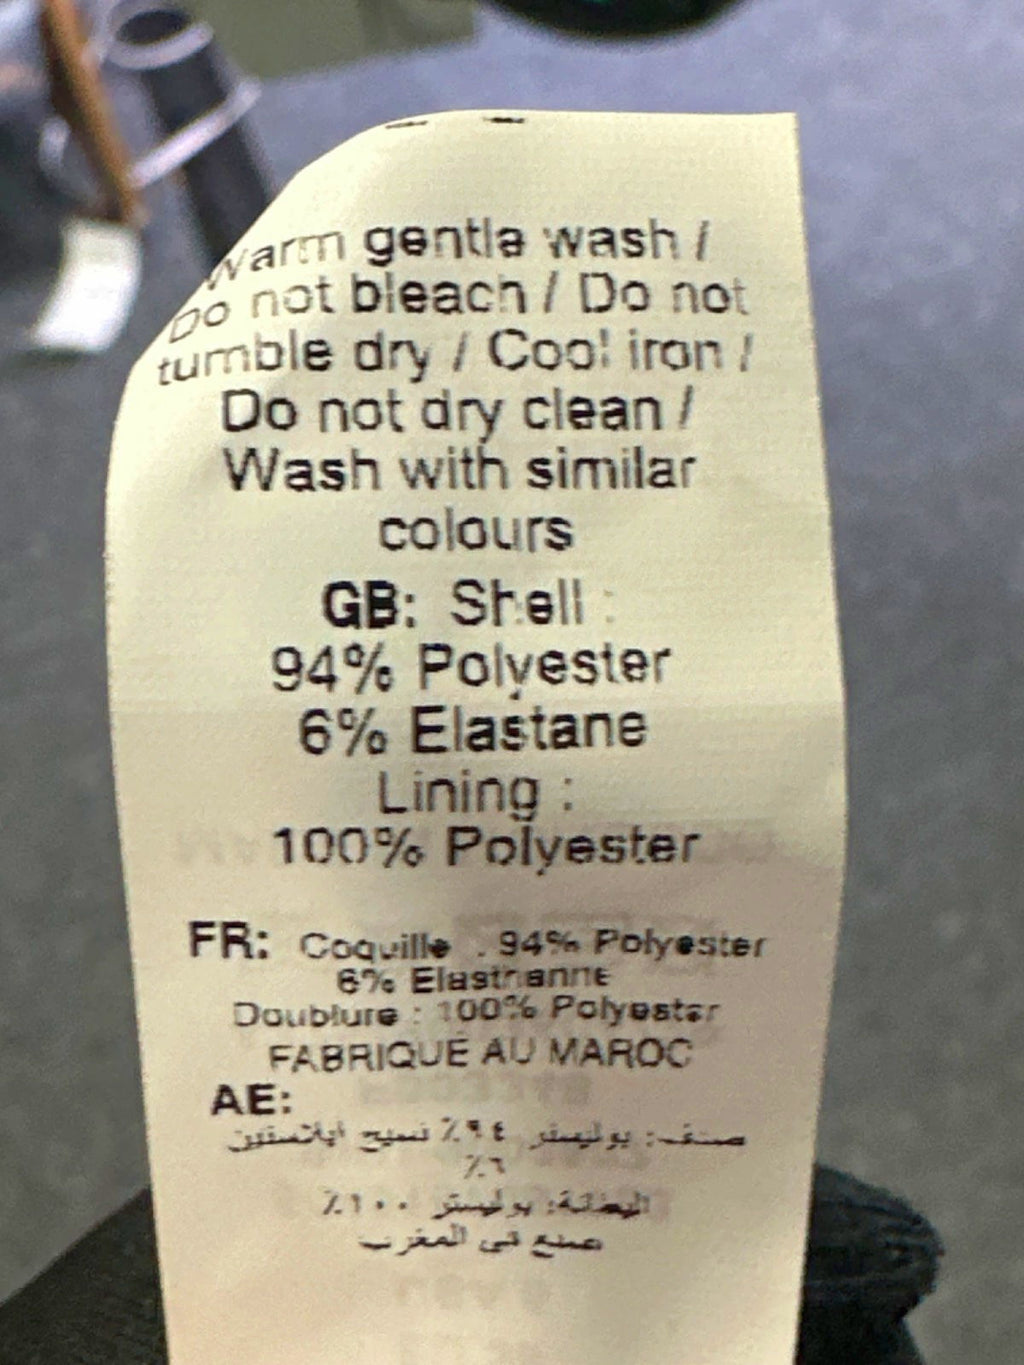 Warm gentle wash /
Do not bleach / Do not
tumble dry / Cool iron /
Do not dry clean /
Wash with similar
colours
GB: Shell :
94% Polyester
6% Elastane
Lining :
100% Polyester
FR: Coquille : 94% Polyester
6% Elasthanne
Doublure : 100% Polyester
FABRIQUÉ AU MAROC
AE:
صدف: بوليستر ٩٤٪ نسيج ايلاستين
٦٪
البطانة: بوليستر ١٠٠٪
صنع في المغرب